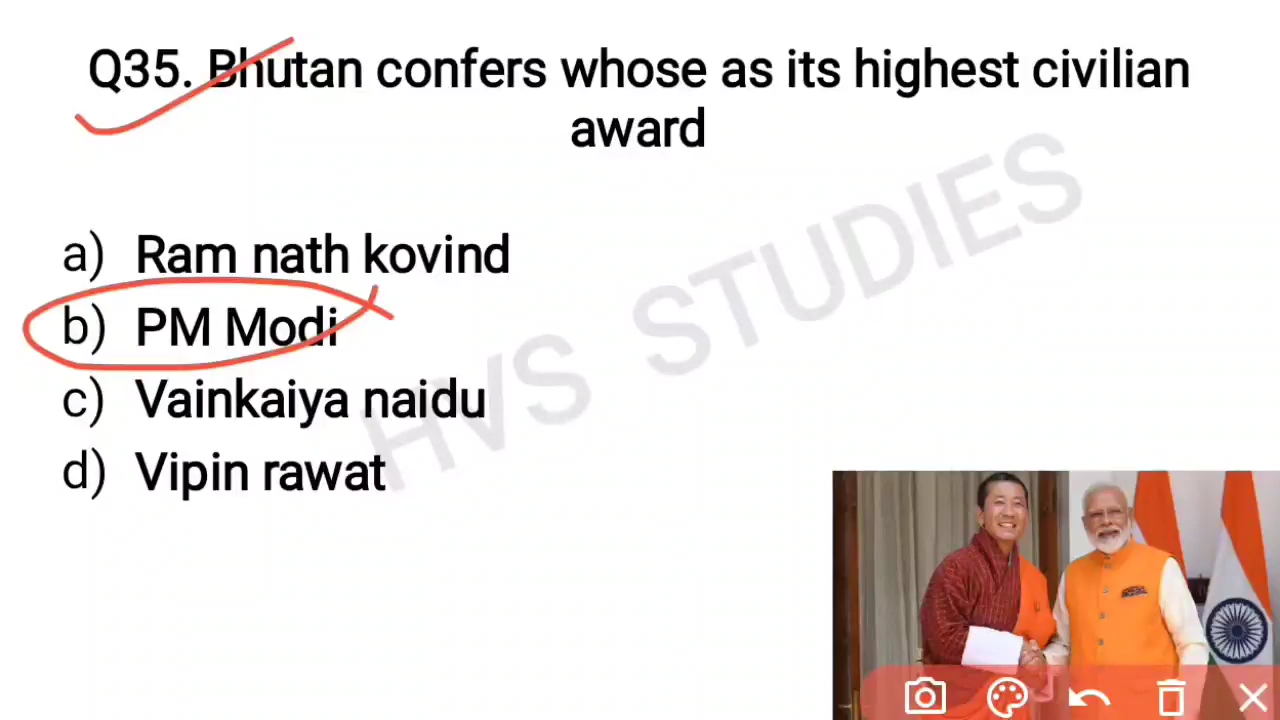 Q35. Bhutan confers whose as its highest civilian
award
a) Ram nath kovind
b) PM Modi
c) Vainkaiya naidu
d) Vipin rawat
HVS STUDIES